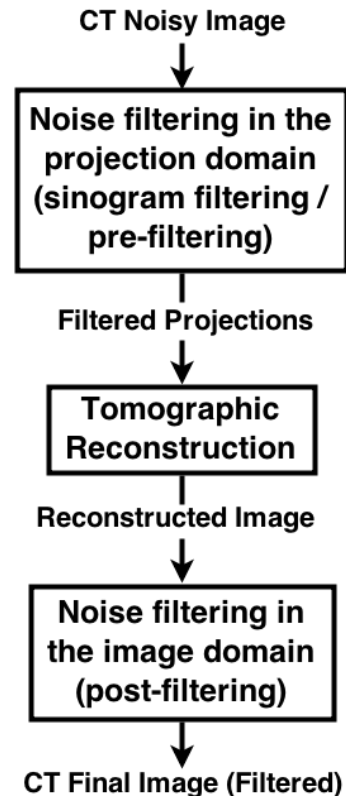 CT Noisy Image
Noise filtering in the
projection domain
(sinogram filtering /
pre-filtering)
Filtered Projections
Tomographic
Reconstruction
Reconstructed Image
Noise filtering in
the image domain
(post-filtering)
CT Final Image (Filtered)